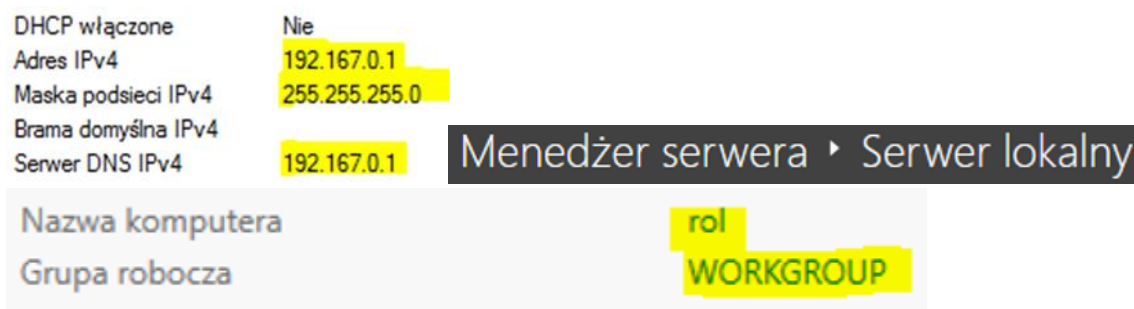 DHCP włączone Nie
Adres IPv4 192.167.0.1
Maska podsieci IPv4 255.255.255.0
Brama domyślna IPv4
Serwer DNS IPv4 192.167.0.1
Menedżer serwera ‣ Serwer lokalny
Nazwa komputera rol
Grupa robocza WORKGROUP